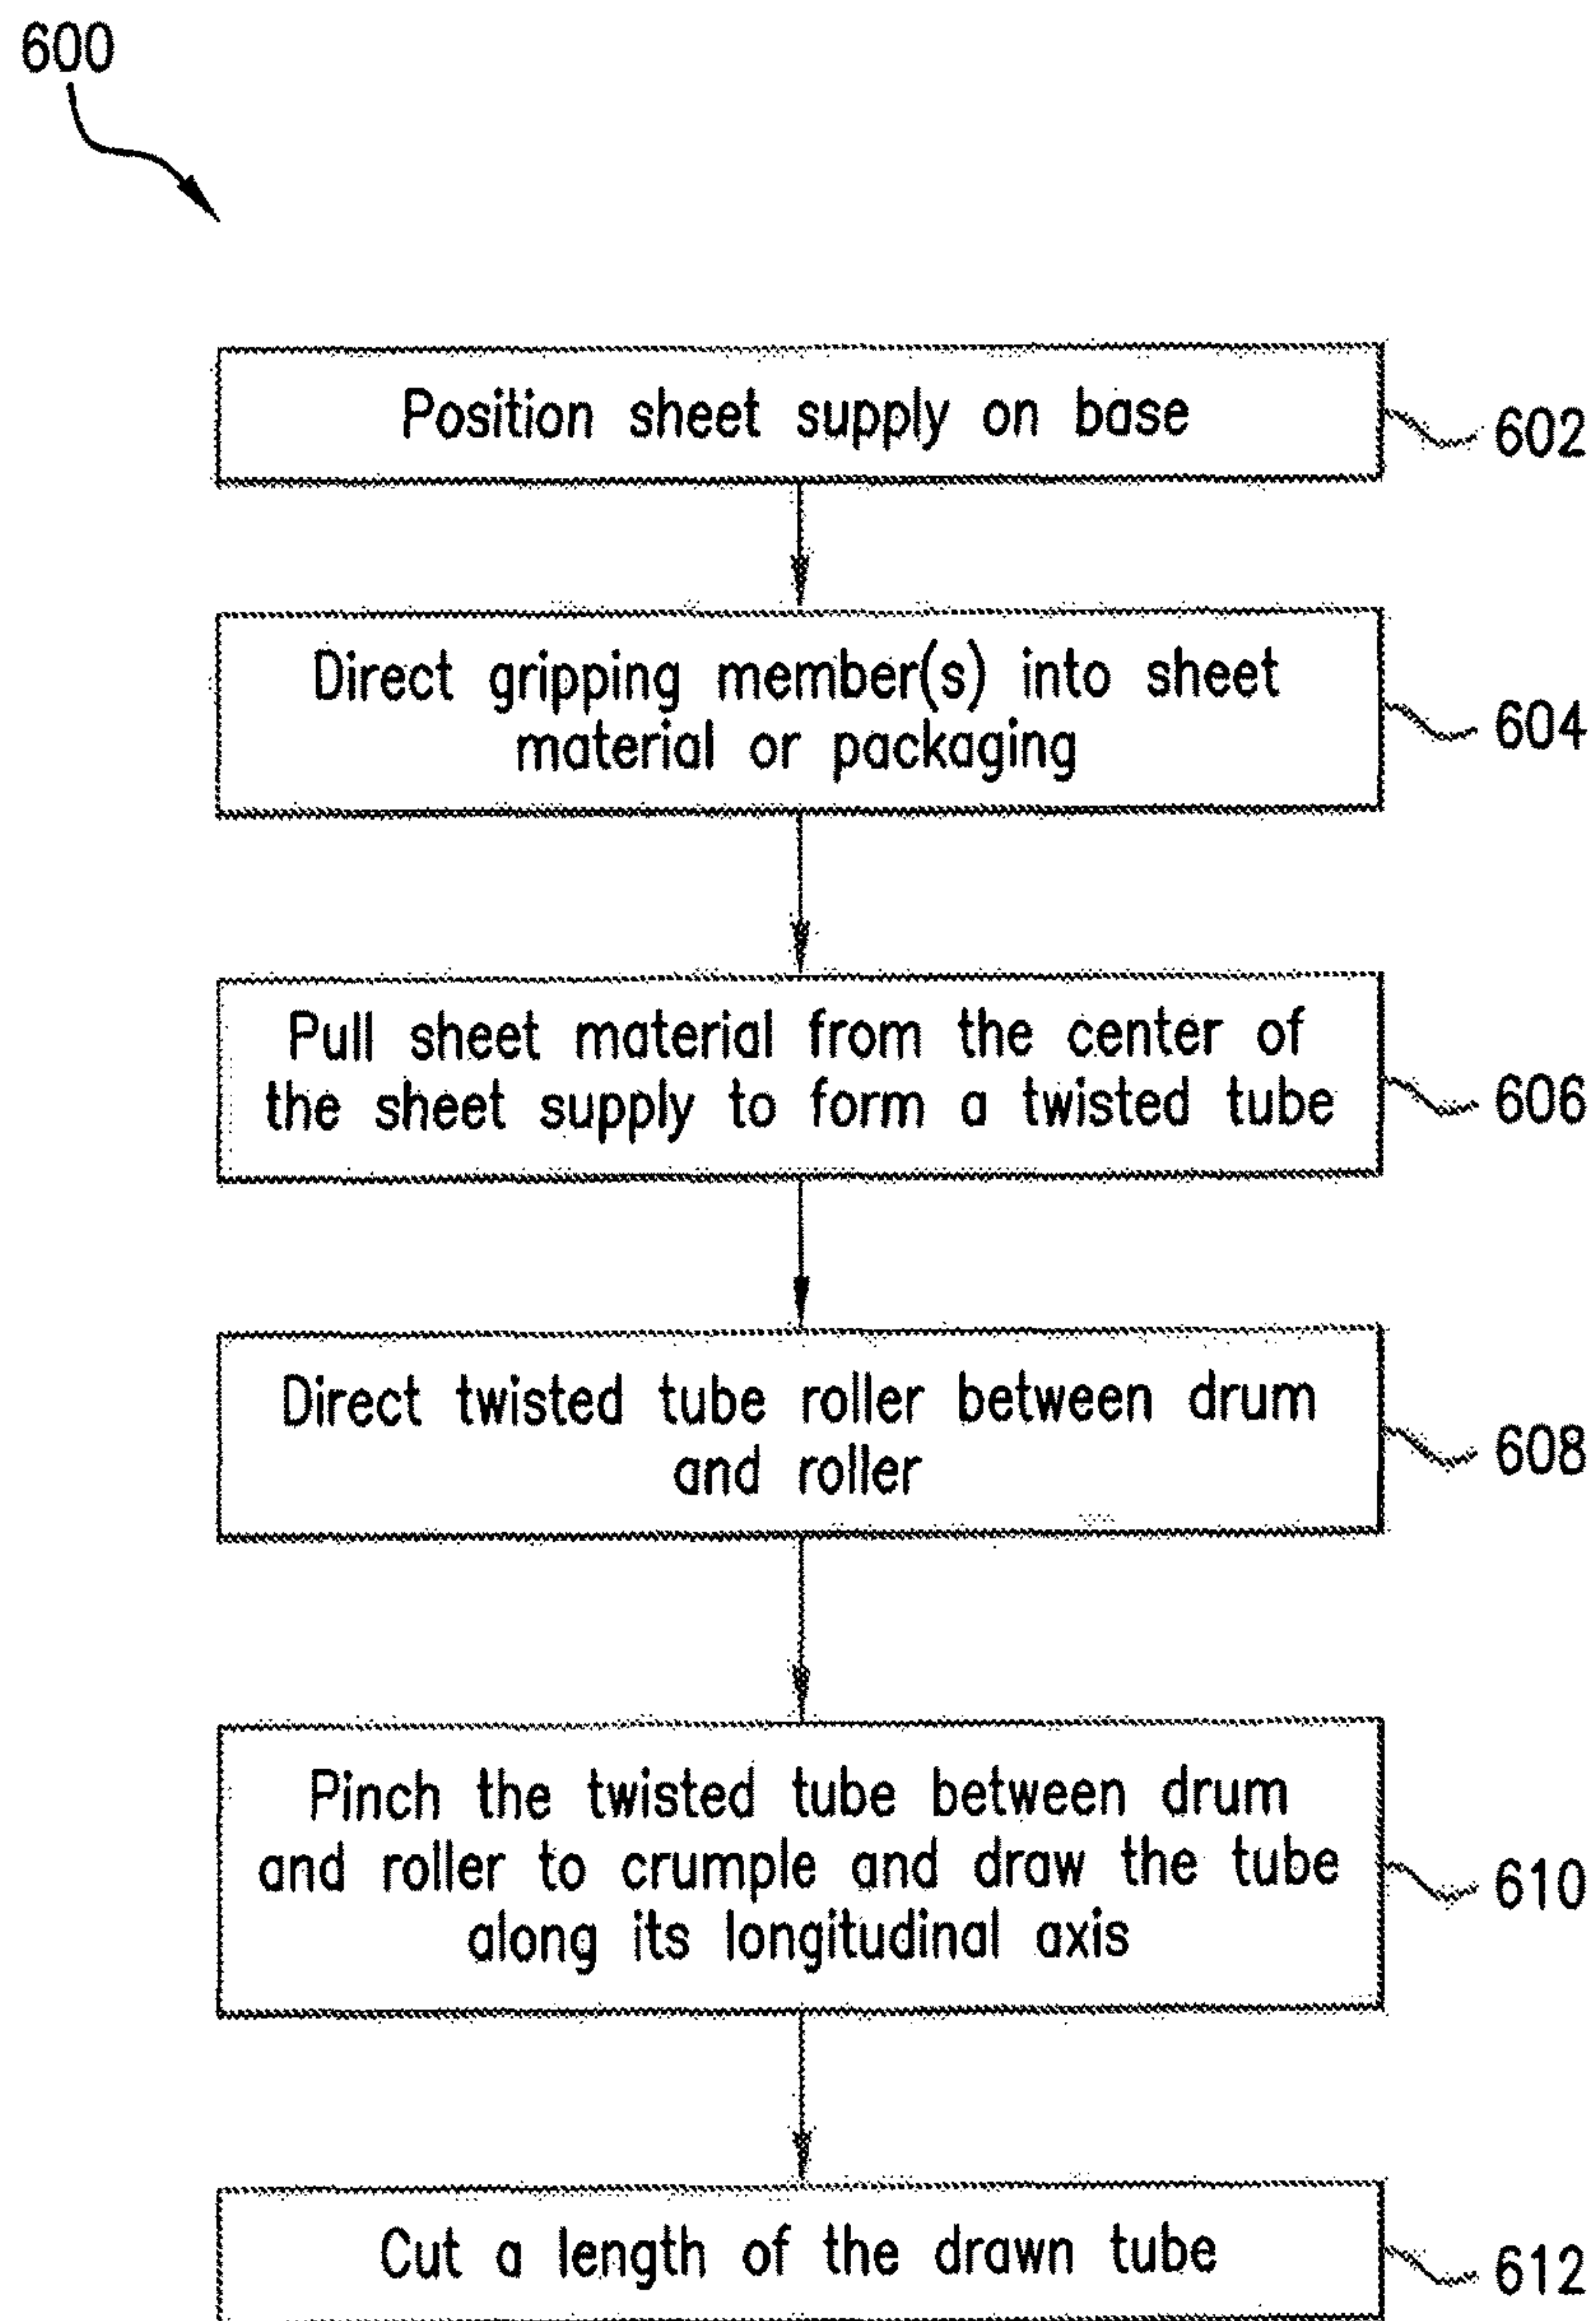 600
Position sheet supply on base
602
Direct gripping member(s) into sheet
material or packaging
604
Pull sheet material from the center of
the sheet supply to form a twisted tube
606
Direct twisted tube roller between drum
and roller
608
Pinch the twisted tube between drum
and roller to crumple and draw the tube
along its longitudinal axis
610
Cut a length of the drawn tube
612